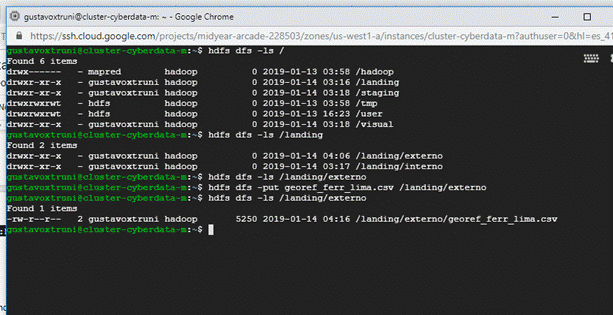 gustavoxtruni@cluster-cyberdata-m: ~ - Google Chrome
https://ssh.cloud.google.com/projects/midyear-arcade-228503/zones/us-west1-a/instances/cluster-cyberdata-m?authuser=0&hl=es_41
gustavoxtruni@cluster-cyberdata-m:~$ hdfs dfs -ls /
Found 6 items
drwx------   - mapred        hadoop          0 2019-01-13 03:58 /hadoop
drwxr-xr-x   - gustavoxtruni hadoop          0 2019-01-14 03:16 /landing
drwxr-xr-x   - gustavoxtruni hadoop          0 2019-01-14 03:18 /staging
drwxrwxrwt   - hdfs          hadoop          0 2019-01-13 03:58 /tmp
drwxrwxrwx   - hdfs          hadoop          0 2019-01-13 16:23 /user
drwxr-xr-x   - gustavoxtruni hadoop          0 2019-01-14 03:18 /visual
gustavoxtruni@cluster-cyberdata-m:~$ hdfs dfs -ls /landing
Found 2 items
drwxr-xr-x   - gustavoxtruni hadoop          0 2019-01-14 04:06 /landing/externo
drwxr-xr-x   - gustavoxtruni hadoop          0 2019-01-14 03:17 /landing/interno
gustavoxtruni@cluster-cyberdata-m:~$ hdfs dfs -ls /landing/externo
gustavoxtruni@cluster-cyberdata-m:~$ hdfs dfs -put georef_ferr_lima.csv /landing/externo
gustavoxtruni@cluster-cyberdata-m:~$ hdfs dfs -ls /landing/externo
Found 1 items
-rw-r--r--   2 gustavoxtruni hadoop       5250 2019-01-14 04:16 /landing/externo/georef_ferr_lima.csv
gustavoxtruni@cluster-cyberdata-m:~$